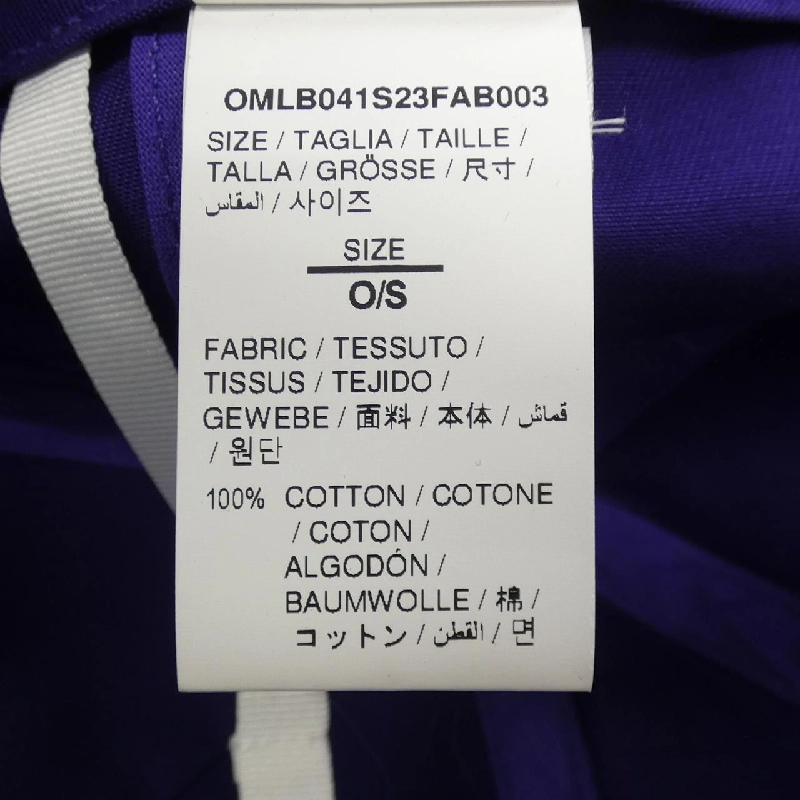 OMLB041S23FAB003
SIZE / TAGLIA / TAILLE /
TALLA / GRÖSSE / 尺寸 /
المقاس / 사이즈
SIZE
O/S
FABRIC / TESSUTO /
TISSUS / TEJIDO /
GEWEBE / 面料 / 本体 / قماش
/ 원단
100% COTTON / COTONE
/ COTON /
ALGODÓN /
BAUMWOLLE / 棉 /
コットン / القطن / 면